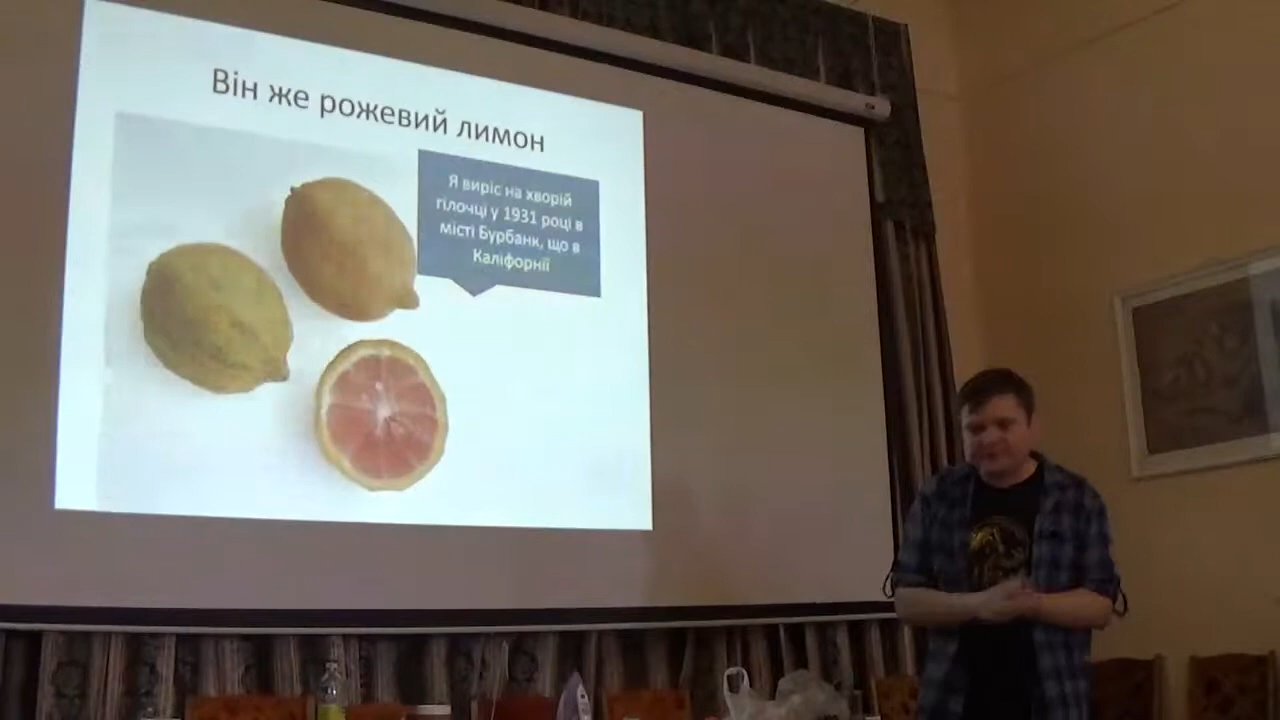 Він же рожевий лимон
Я виріс на хворій
гілочці у 1931 році в
місті Бурбанк, що в
Каліфорнії